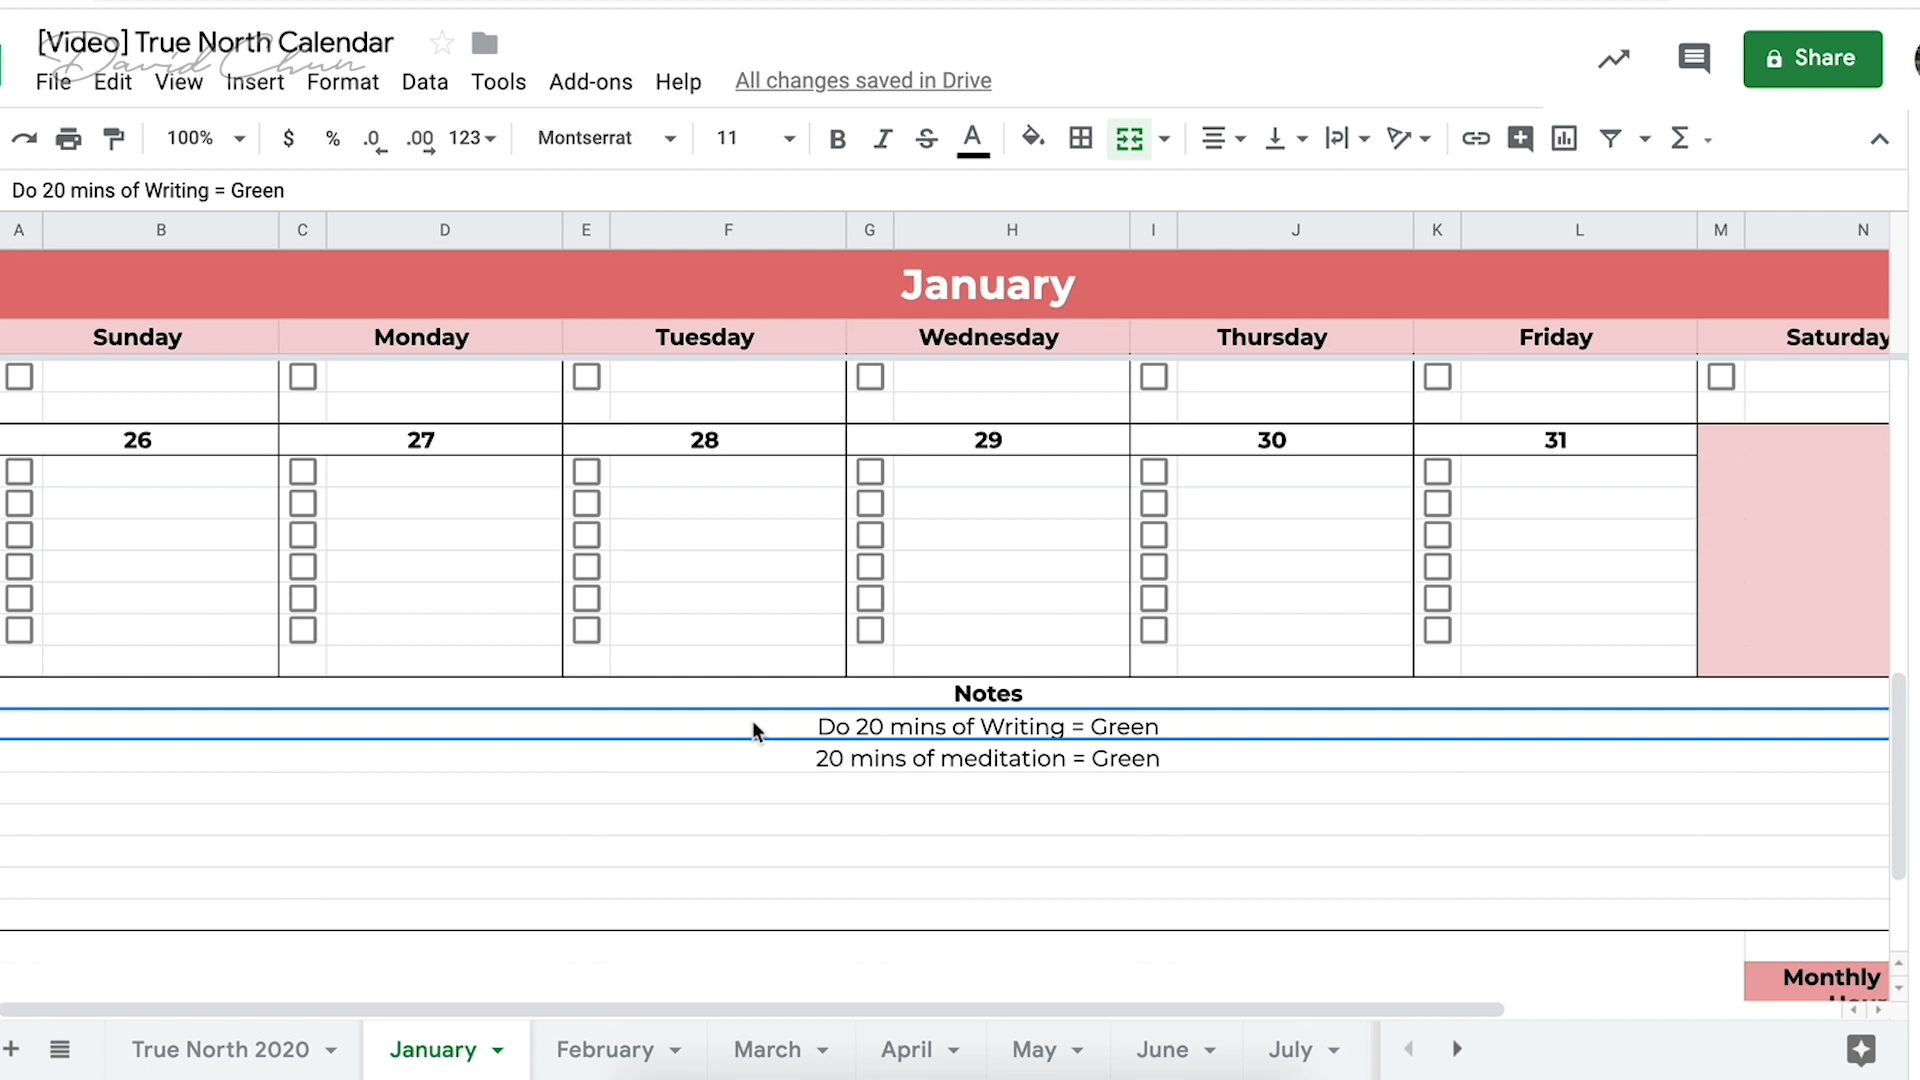 [Video] True North Calendar
David Chun
File Edit View Insert Format Data Tools Add-ons Help All changes saved in Drive
Share
100% $ % .0 .00 123 Montserrat 11 B I S A
Do 20 mins of Writing = Green
A B C D E F G H I J K L M N
January
Sunday Monday Tuesday Wednesday Thursday Friday Saturday
26 27 28 29 30 31
Notes
Do 20 mins of Writing = Green
20 mins of meditation = Green
Monthly
True North 2020 January February March April May June July